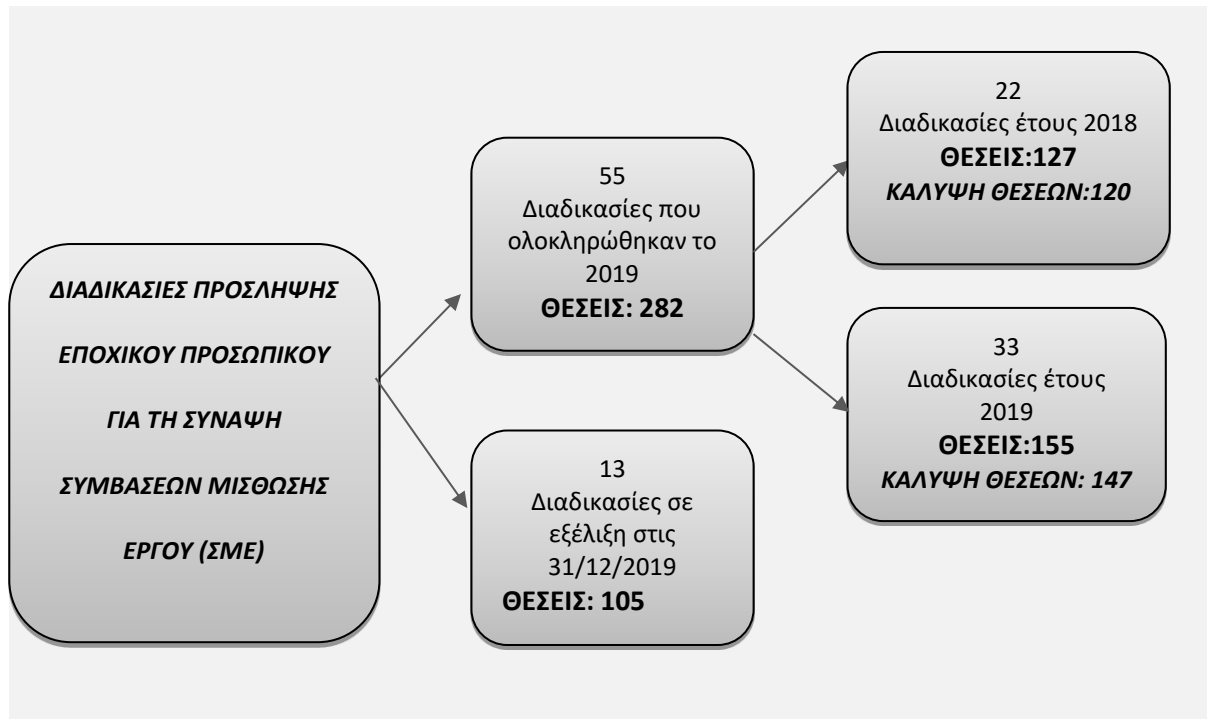 ΔΙΑΔΙΚΑΣΙΕΣ ΠΡΟΣΛΗΨΗΣ
ΕΠΟΧΙΚΟΥ ΠΡΟΣΩΠΙΚΟΥ
ΓΙΑ ΤΗ ΣΥΝΑΨΗ
ΣΥΜΒΑΣΕΩΝ ΜΙΣΘΩΣΗΣ
ΕΡΓΟΥ (ΣΜΕ)
55
Διαδικασίες που
ολοκληρώθηκαν το
2019
ΘΕΣΕΙΣ: 282
13
Διαδικασίες σε
εξέλιξη στις
31/12/2019
ΘΕΣΕΙΣ: 105
22
Διαδικασίες έτους 2018
ΘΕΣΕΙΣ:127
ΚΑΛΥΨΗ ΘΕΣΕΩΝ:120
33
Διαδικασίες έτους
2019
ΘΕΣΕΙΣ:155
ΚΑΛΥΨΗ ΘΕΣΕΩΝ: 147